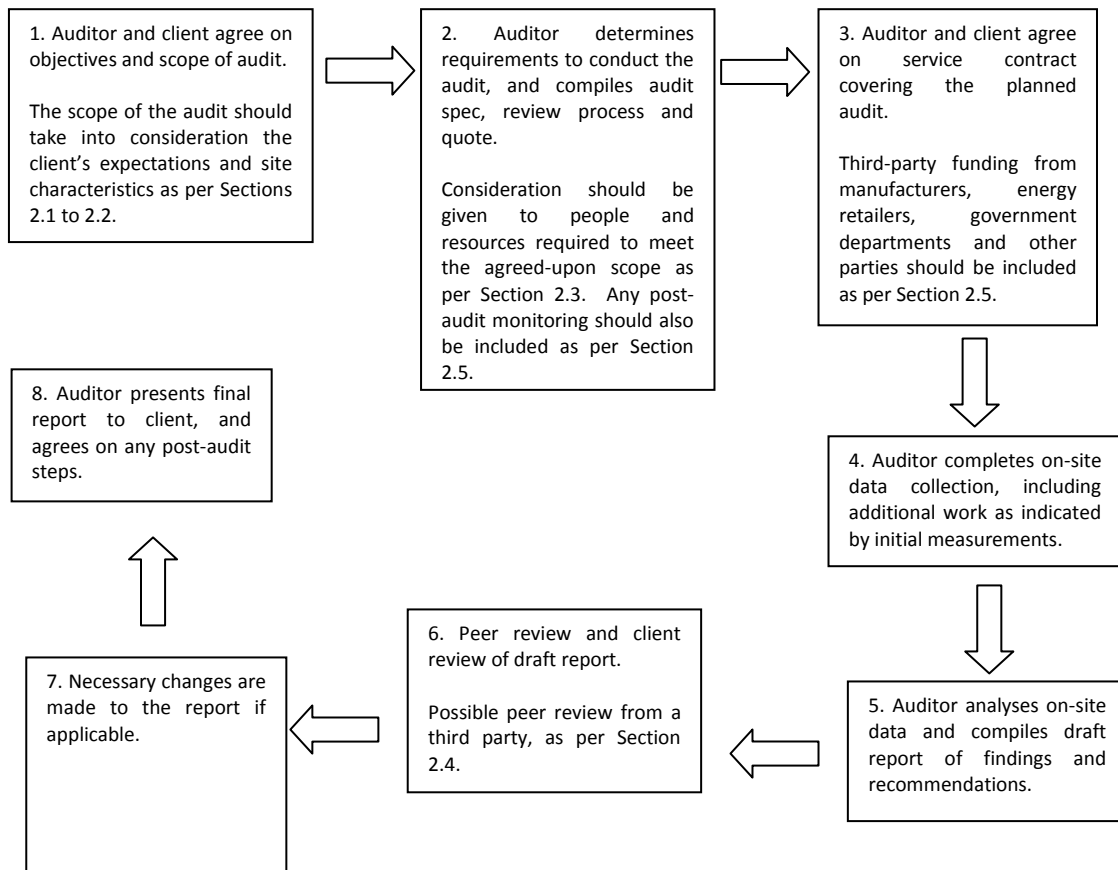 1. Auditor and client agree on
objectives and scope of audit.
The scope of the audit should
take into consideration the
client's expectations and site
characteristics as per Sections
2.1 to 2.2.
2. Auditor determines
requirements to conduct the
audit, and compiles audit
spec, review process and
quote.
Consideration should be
given to people and
resources required to meet
the agreed-upon scope as
per Section 2.3. Any post-
audit monitoring should also
be included as per Section
2.5.
3. Auditor and client agree
on service contract
covering the planned
audit.
Third-party funding from
manufacturers, energy
retailers, government
departments and other
parties should be included
as per Section 2.5.
4. Auditor completes on-site
data collection, including
additional work as indicated
by initial measurements.
5. Auditor analyses on-site
data and compiles draft
report of findings and
recommendations.
6. Peer review and client
review of draft report.
Possible peer review from a
third party, as per Section
2.4.
7. Necessary changes are
made to the report if
applicable.
8. Auditor presents final
report to client, and
agrees on any post-audit
steps.